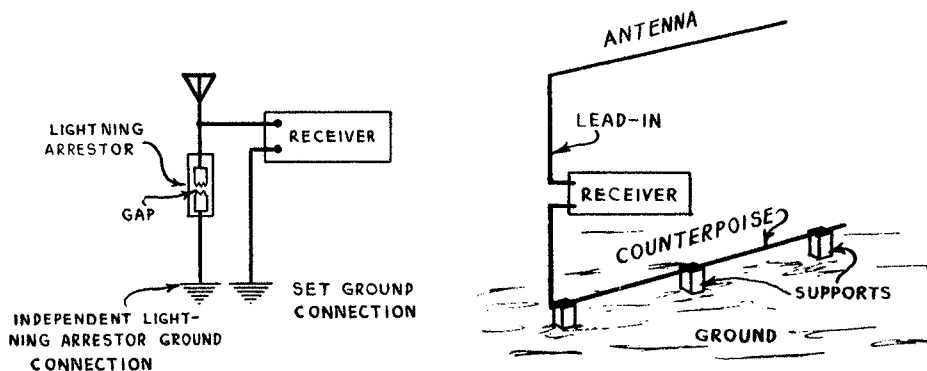 LIGHTNING
ARRESTOR
GAP
RECEIVER
INDEPENDENT LIGHT-
NING ARRESTOR GROUND
CONNECTION
SET GROUND
CONNECTION
ANTENNA
LEAD-IN
RECEIVER
COUNTERPOISE
SUPPORTS
GROUND